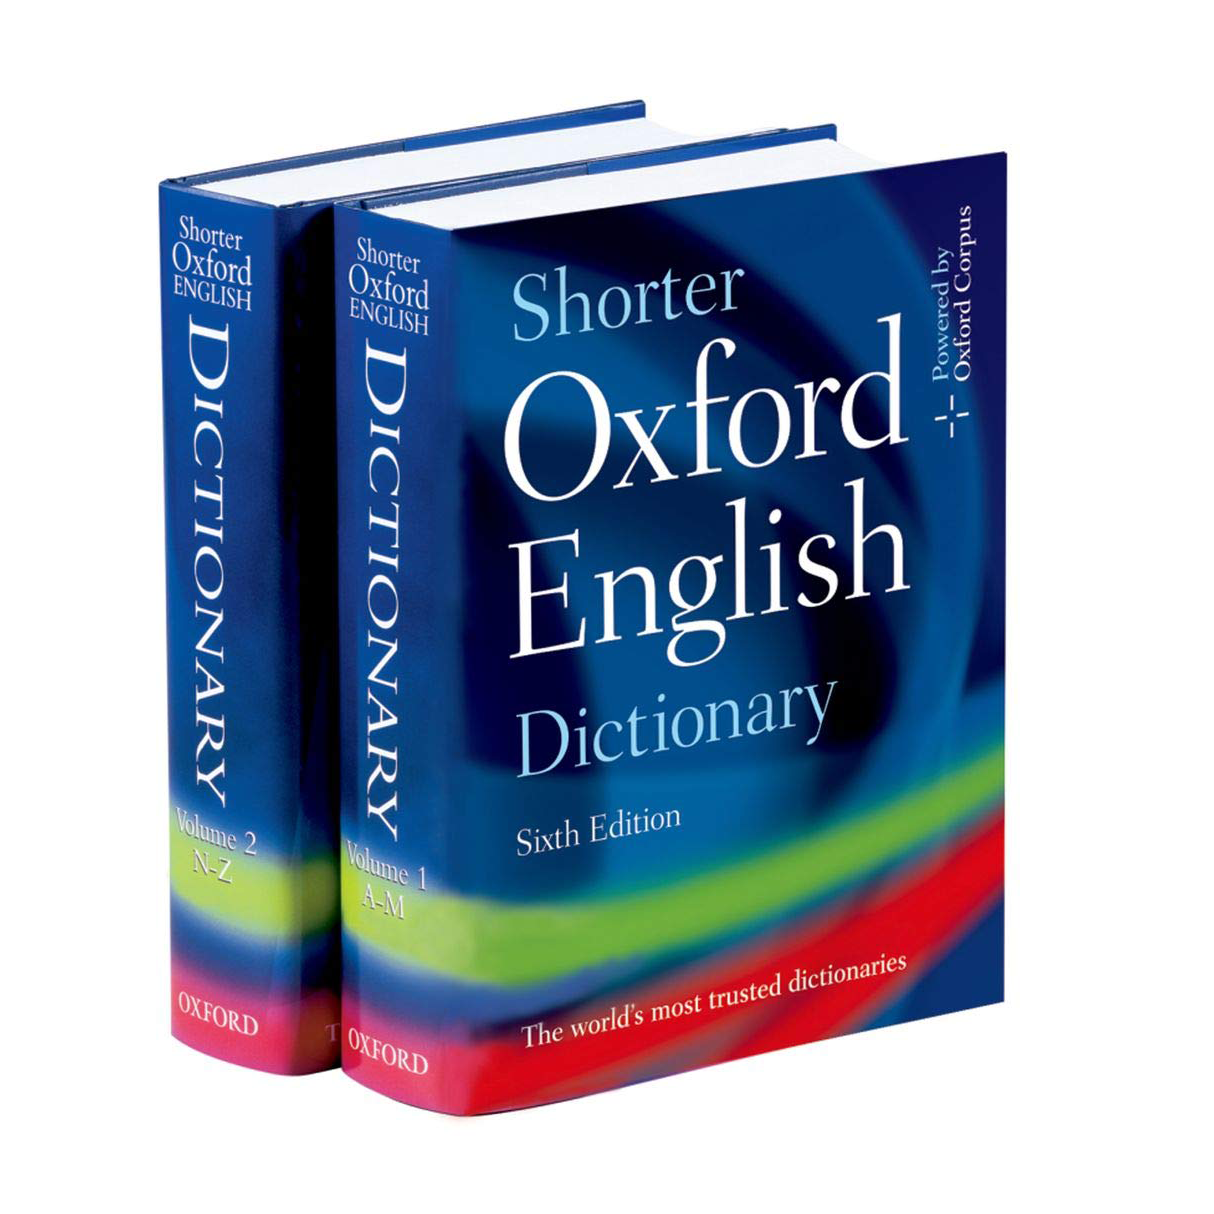 Shorter
Oxford
ENGLISH
DICTIONARY
Volume 2
N-Z
OXFORD
T
Shorter
Oxford
ENGLISH
DICTIONARY
Volume 1
A-M
OXFORD
Shorter
Oxford
English
Dictionary
Sixth Edition
The world's most trusted dictionaries
Powered by
Oxford Corpus